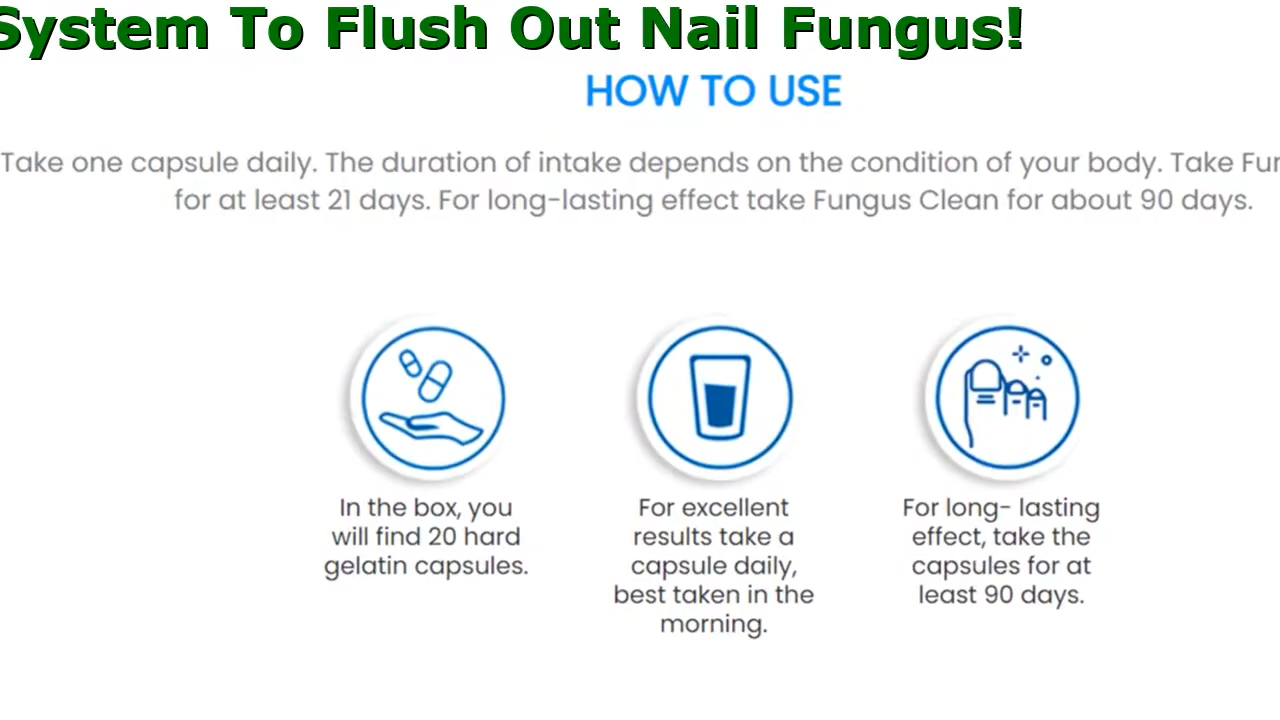 System To Flush Out Nail Fungus!
HOW TO USE
Take one capsule daily. The duration of intake depends on the condition of your body. Take
for at least 21 days. For long-lasting effect take Fungus Clean for about 90 days.
In the box, you
will find 20 hard
gelatin capsules.
For excellent
results take a
capsule daily,
best taken in the
morning.
For long- lasting
effect, take the
capsules for at
least 90 days.